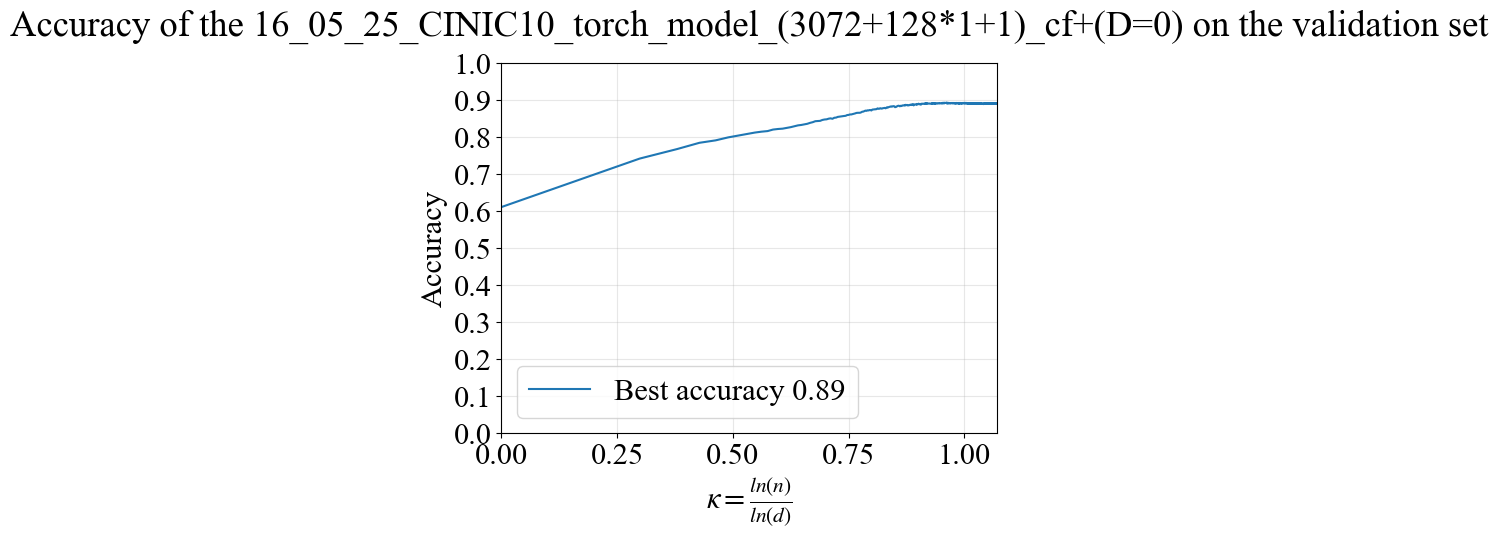 Accuracy of the 16_05_25_CINIC10_torch_model_(3072+128*1+1)_cf+(D=0) on the validation set
1.0
0.9
0.8
0.7
0.6
0.5
0.4
0.3
0.2
0.1
0.0
Accuracy
Best accuracy 0.89
0.00 0.25 0.50 0.75 1.00
κ = ln(n) / ln(d)